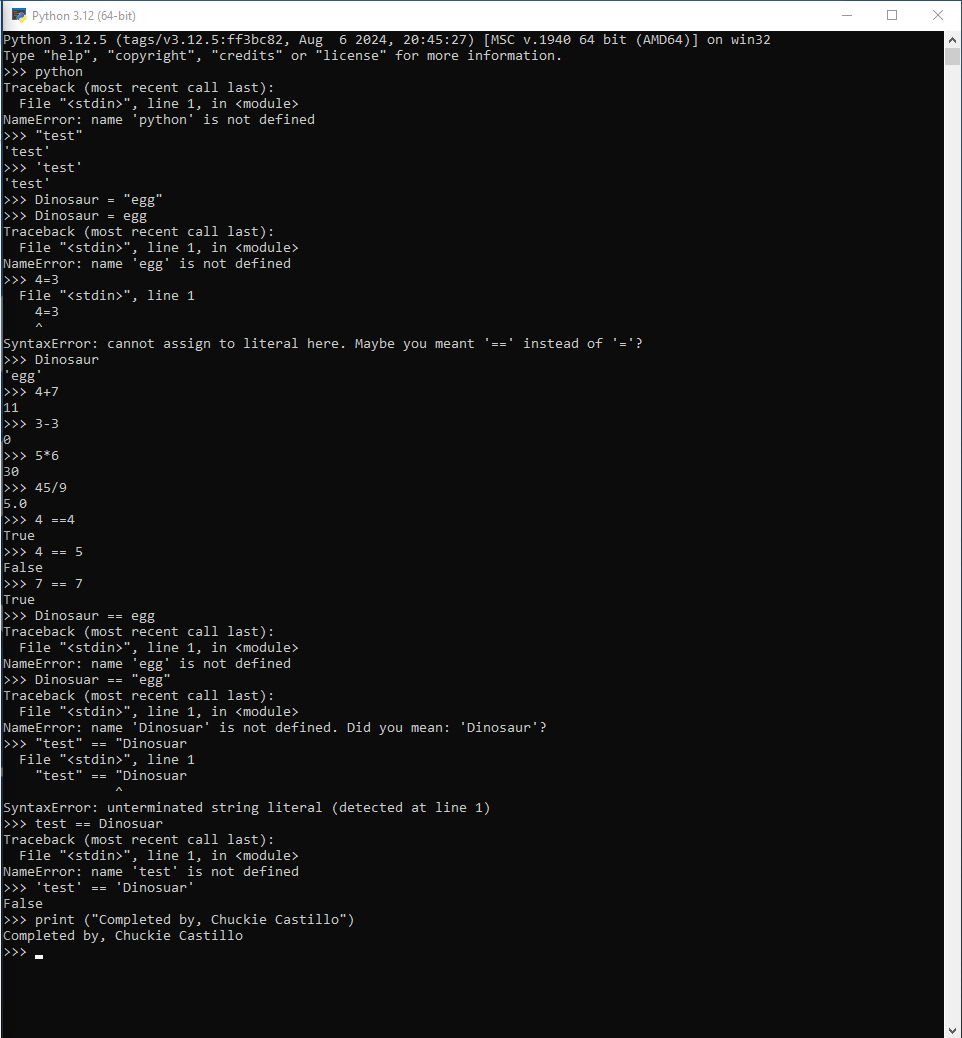 Python 3.12 (64-bit)
Python 3.12.5 (tags/v3.12.5:ff3bc82, Aug  6 2024, 20:45:27) [MSC v.1940 64 bit (AMD64)] on win32
Type "help", "copyright", "credits" or "license" for more information.
>>> python
Traceback (most recent call last):
  File "<stdin>", line 1, in <module>
NameError: name 'python' is not defined
>>> "test"
'test'
>>> 'test'
'test'
>>> Dinosaur = "egg"
>>> Dinosaur = egg
Traceback (most recent call last):
  File "<stdin>", line 1, in <module>
NameError: name 'egg' is not defined
>>> 4=3
  File "<stdin>", line 1
    4=3
    ^
SyntaxError: cannot assign to literal here. Maybe you meant '==' instead of '='?
>>> Dinosaur
'egg'
>>> 4+7
11
>>> 3-3
0
>>> 5*6
30
>>> 45/9
5.0
>>> 4 ==4
True
>>> 4 == 5
False
>>> 7 == 7
True
>>> Dinosaur == egg
Traceback (most recent call last):
  File "<stdin>", line 1, in <module>
NameError: name 'egg' is not defined
>>> Dinosuar == "egg"
Traceback (most recent call last):
  File "<stdin>", line 1, in <module>
NameError: name 'Dinosuar' is not defined. Did you mean: 'Dinosaur'?
>>> "test" == "Dinosuar
  File "<stdin>", line 1
    "test" == "Dinosuar
              ^
SyntaxError: unterminated string literal (detected at line 1)
>>> test == Dinosuar
Traceback (most recent call last):
  File "<stdin>", line 1, in <module>
NameError: name 'test' is not defined
>>> 'test' == 'Dinosuar'
False
>>> print ("Completed by, Chuckie Castillo")
Completed by, Chuckie Castillo
>>>